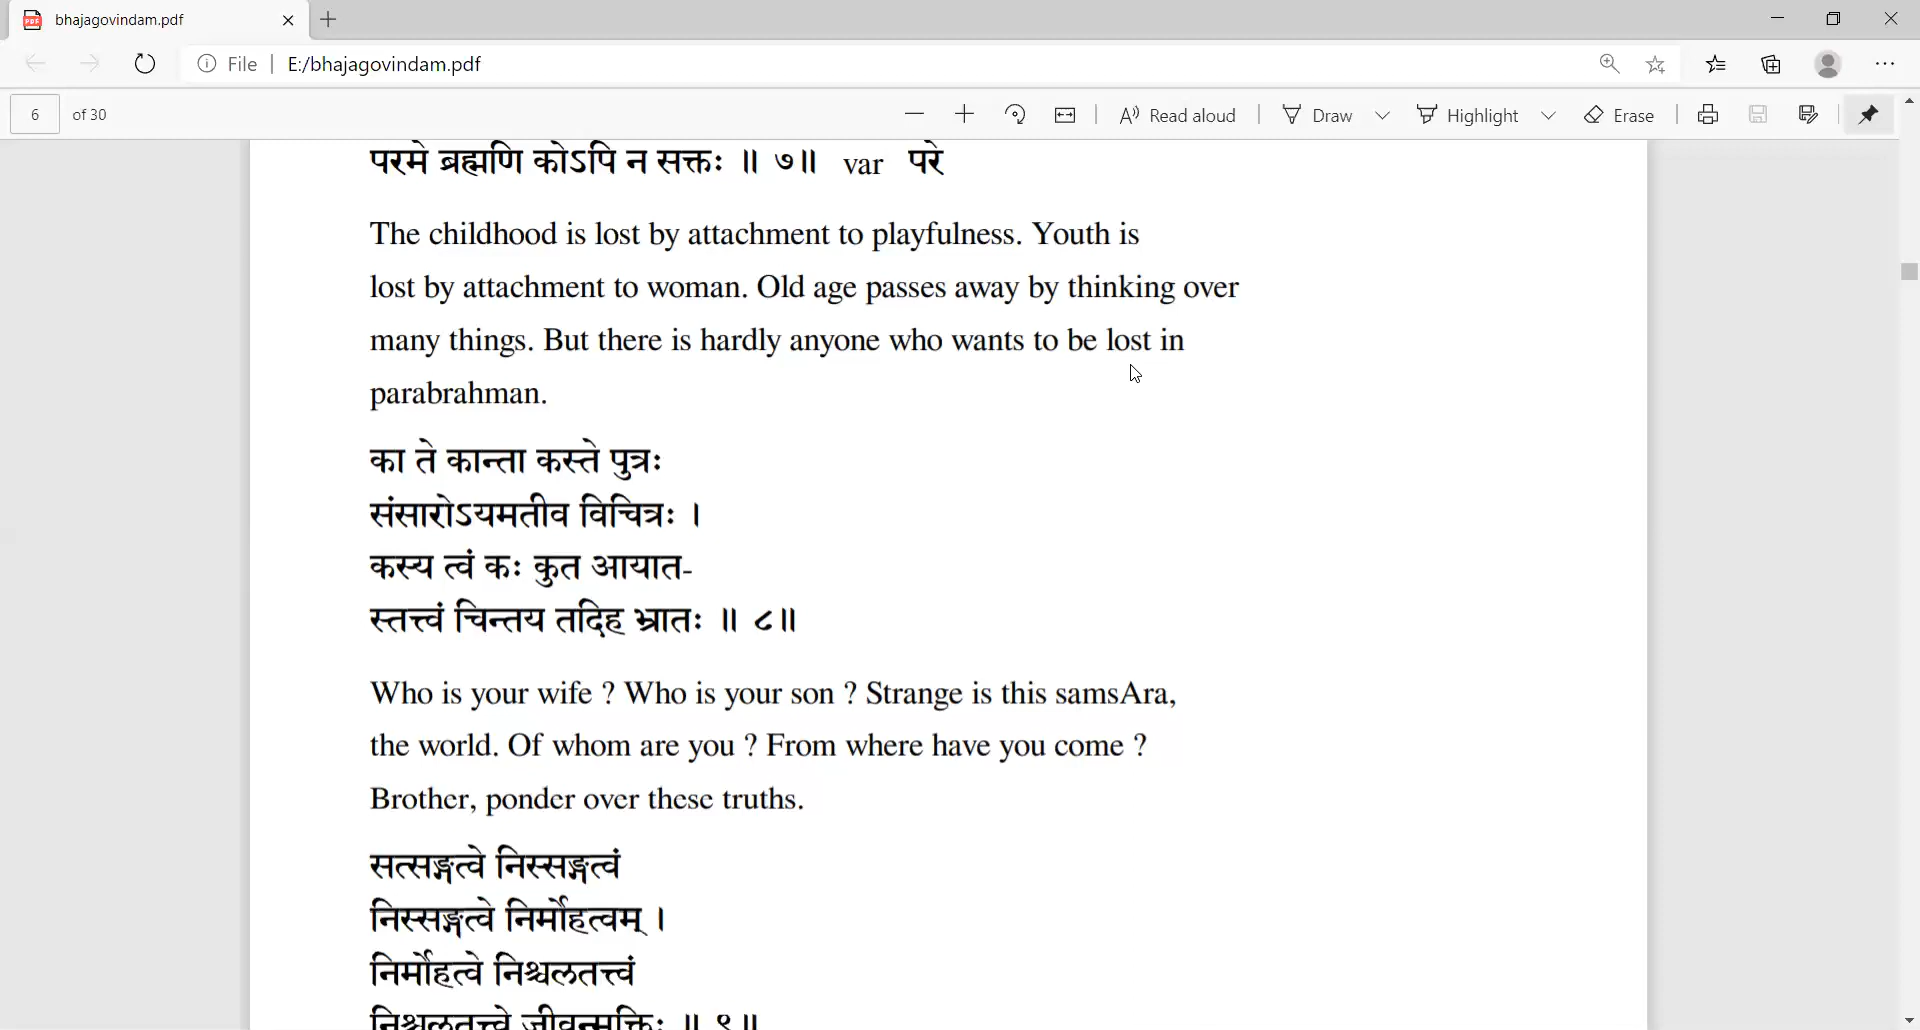 bhajagovindam.pdf
File | E:/bhajagovindam.pdf
6 of 30 Read aloud Draw Highlight Erase
परमे ब्रह्मणि कोऽपि न सक्तः ॥ ७॥ var परे
The childhood is lost by attachment to playfulness. Youth is
lost by attachment to woman. Old age passes away by thinking over
many things. But there is hardly anyone who wants to be lost in
parabrahman.
का ते कान्ता कस्ते पुत्रः
संसारोऽयमतीव विचित्रः ।
कस्य त्वं कः कुत आयात-
स्तत्त्वं चिन्तय तदिह भ्रातः ॥ ८॥
Who is your wife ? Who is your son ? Strange is this samsAra,
the world. Of whom are you ? From where have you come ?
Brother, ponder over these truths.
सत्सङ्गत्वे निस्सङ्गत्वं
निस्सङ्गत्वे निर्मोहत्वम् ।
निर्मोहत्वे निश्चलतत्त्वं
निश्चलतत्त्वे जीवन्मुक्तिः ॥ ९॥